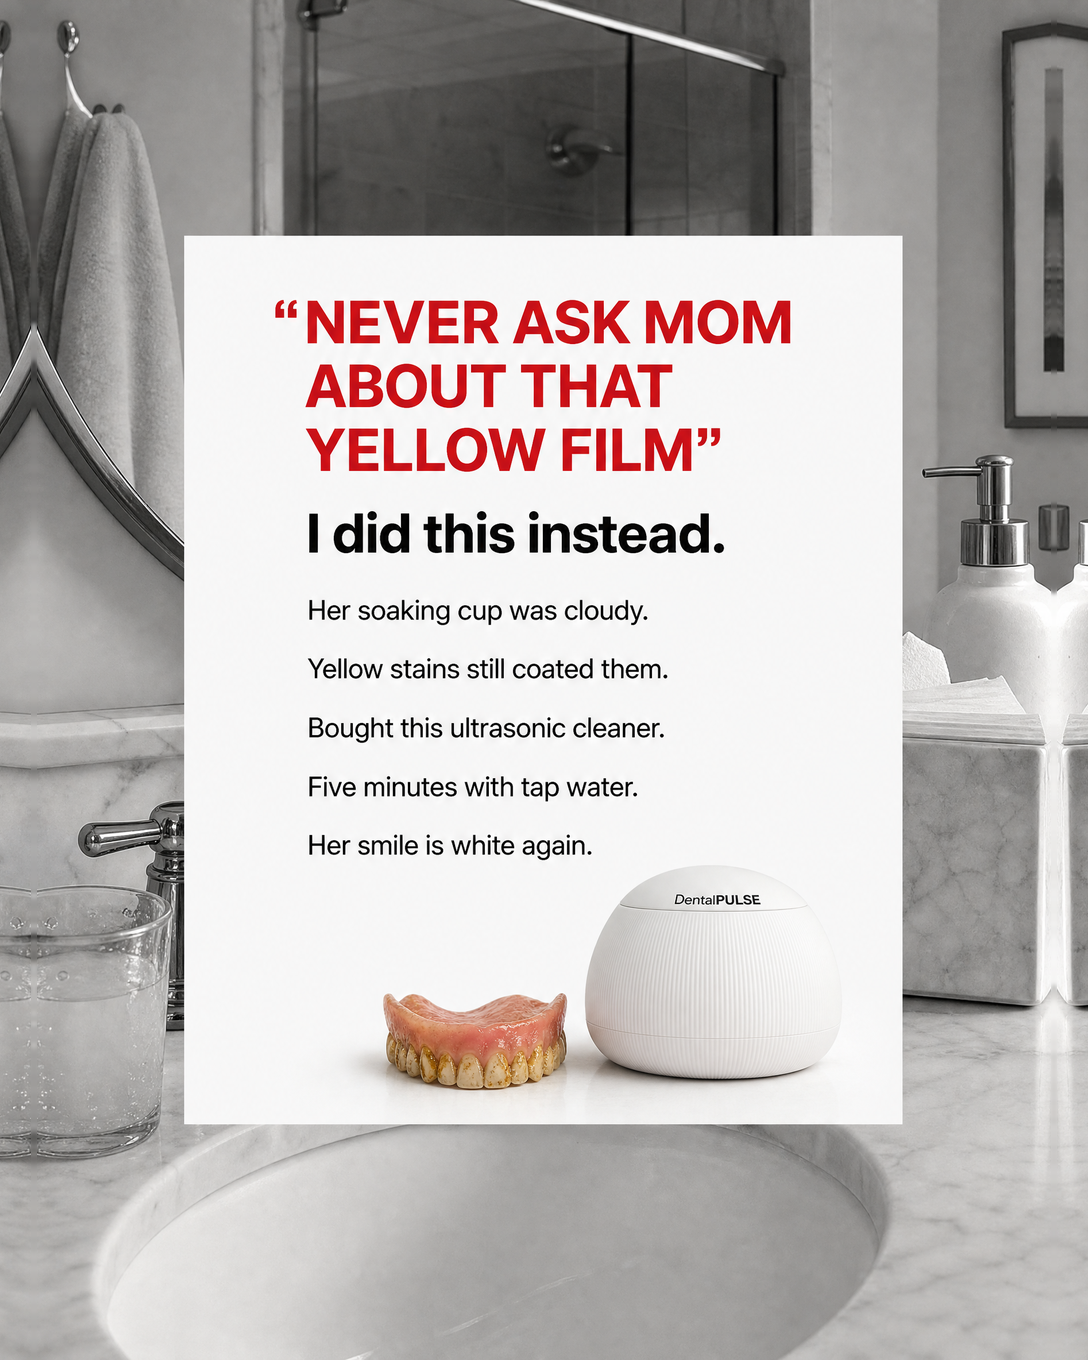 “NEVER ASK MOM
ABOUT THAT
YELLOW FILM”
I did this instead.
Her soaking cup was cloudy.
Yellow stains still coated them.
Bought this ultrasonic cleaner.
Five minutes with tap water.
Her smile is white again.
DentalPULSE